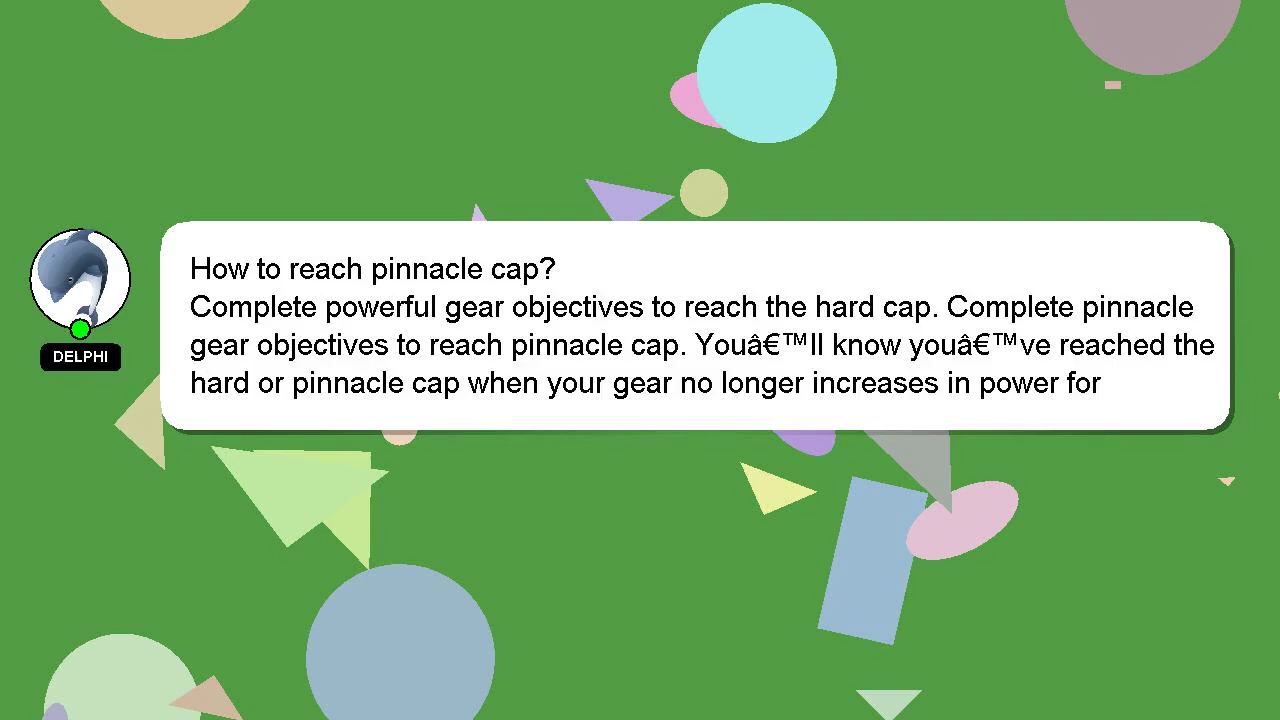 DELPHI
How to reach pinnacle cap?
Complete powerful gear objectives to reach the hard cap. Complete pinnacle
gear objectives to reach pinnacle cap. Youâ€™ll know youâ€™ve reached the
hard or pinnacle cap when your gear no longer increases in power for